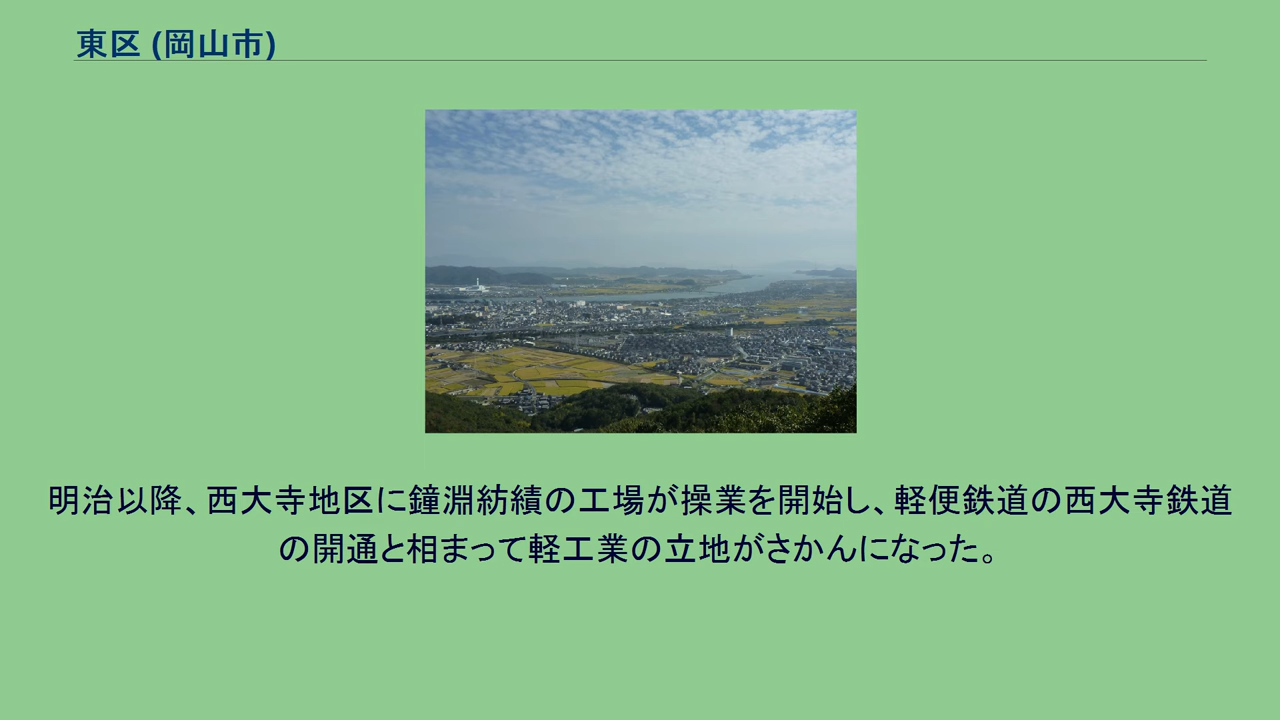 東区 (岡山市)
明治以降、西大寺地区に鐘淵紡績の工場が操業を開始し、軽便鉄道の西大寺鉄道
の開通と相まって軽工業の立地がさかんになった。